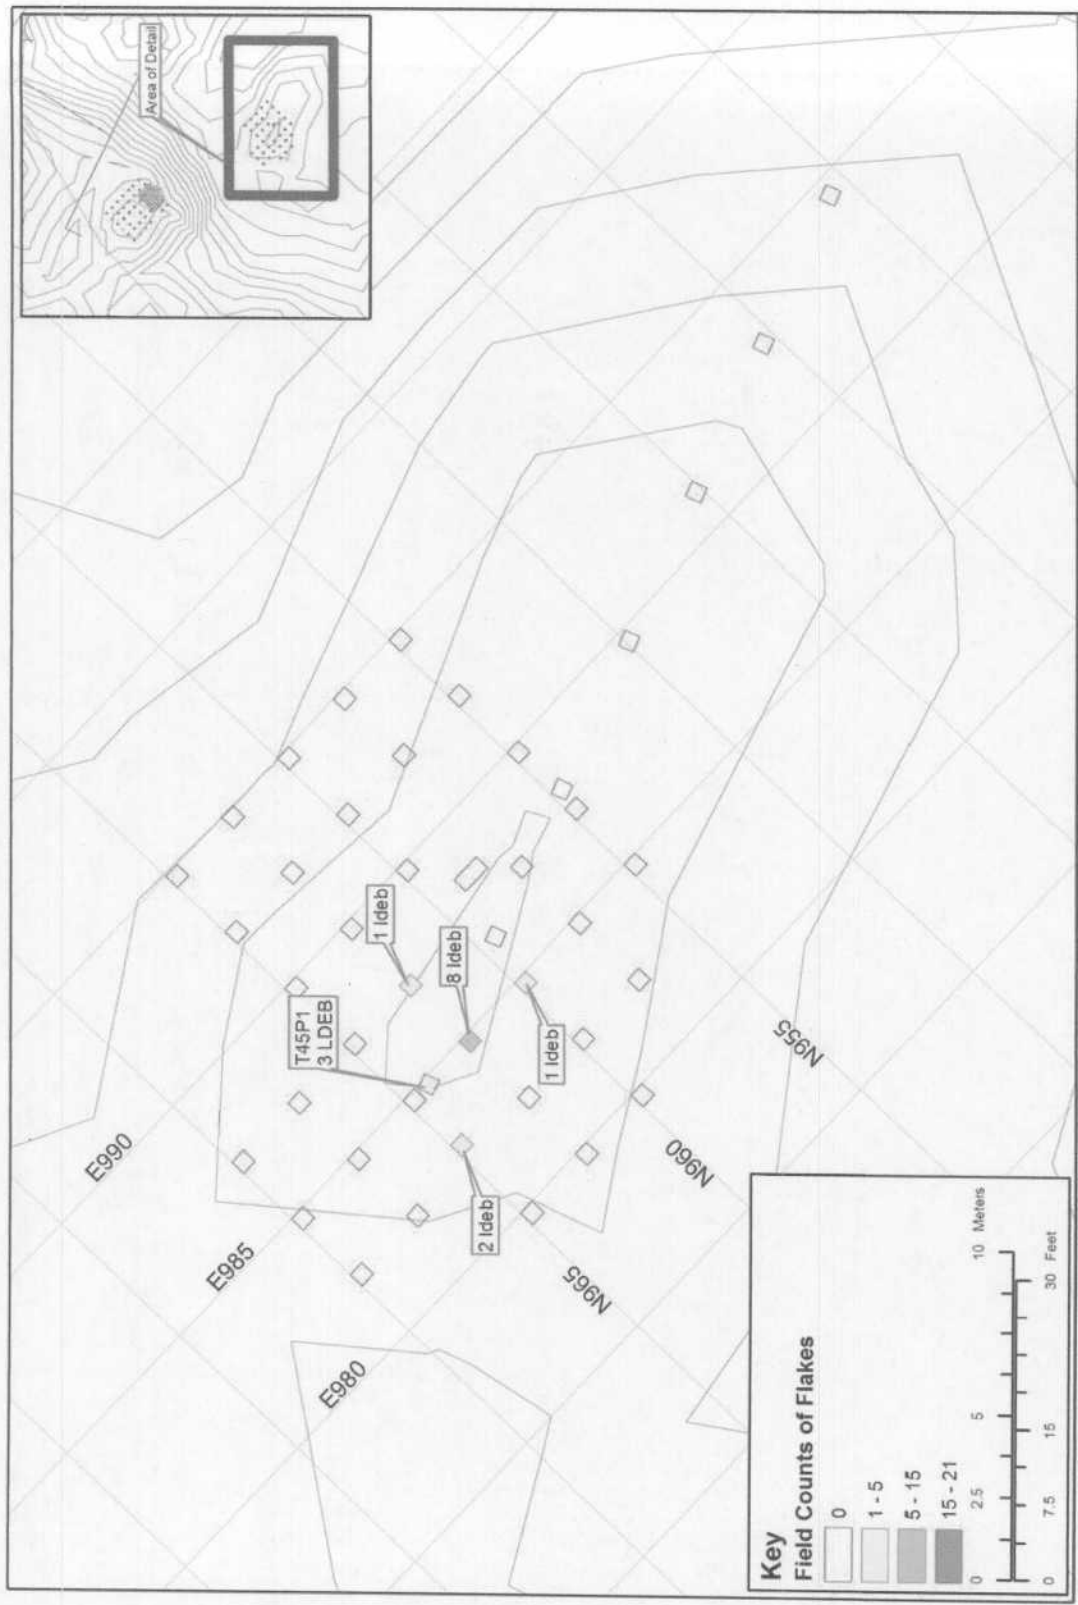 Area of Detail
E990
E985
E980
T45P1
3 LDEB
1 ldeb
8 ldeb
2 ldeb
1 ldeb
N965
N960
N955
Key
Field Counts of Flakes
0
1 - 5
5 - 15
15 - 21
0 2.5 5 10 Meters
0 7.5 15 30 Feet